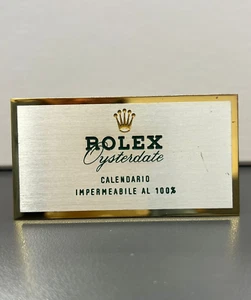 ROLEX
Oysterdate
CALENDARIO
IMPERMEABILE AL 100%